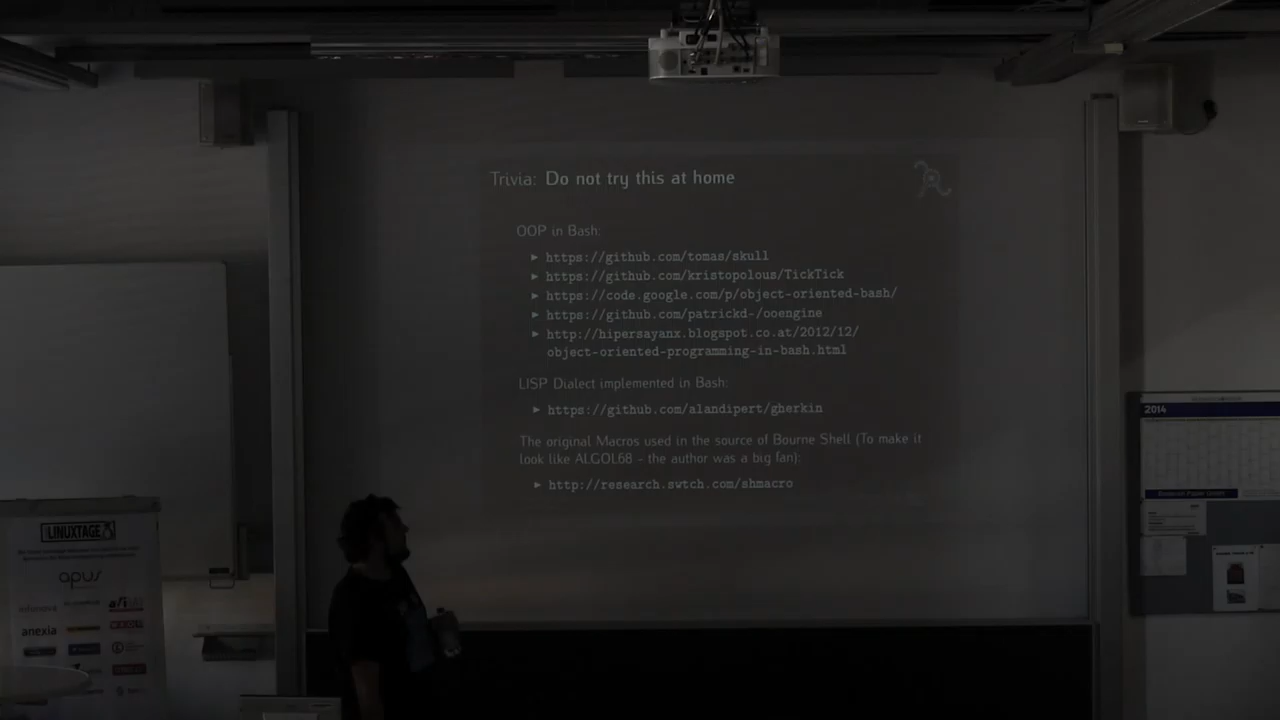 Trivia: Do not try this at home
OOP in Bash:
► https://github.com/tomas/skull
► https://github.com/kristopolous/TickTick
► https://code.google.com/p/object-oriented-bash/
► https://github.com/patrickd-/ooengine
► http://hipersayanx.blogspot.co.at/2012/12/
object-oriented-programming-in-bash.html
LISP Dialect implemented in Bash:
► https://github.com/alandipert/gherkin
The original Macros used in the source of Bourne Shell (To make it
look like ALGOL68 - the author was a big fan):
► http://research.swtch.com/shmacro
2014
LINUXTAGE
apus
infonova
anexia